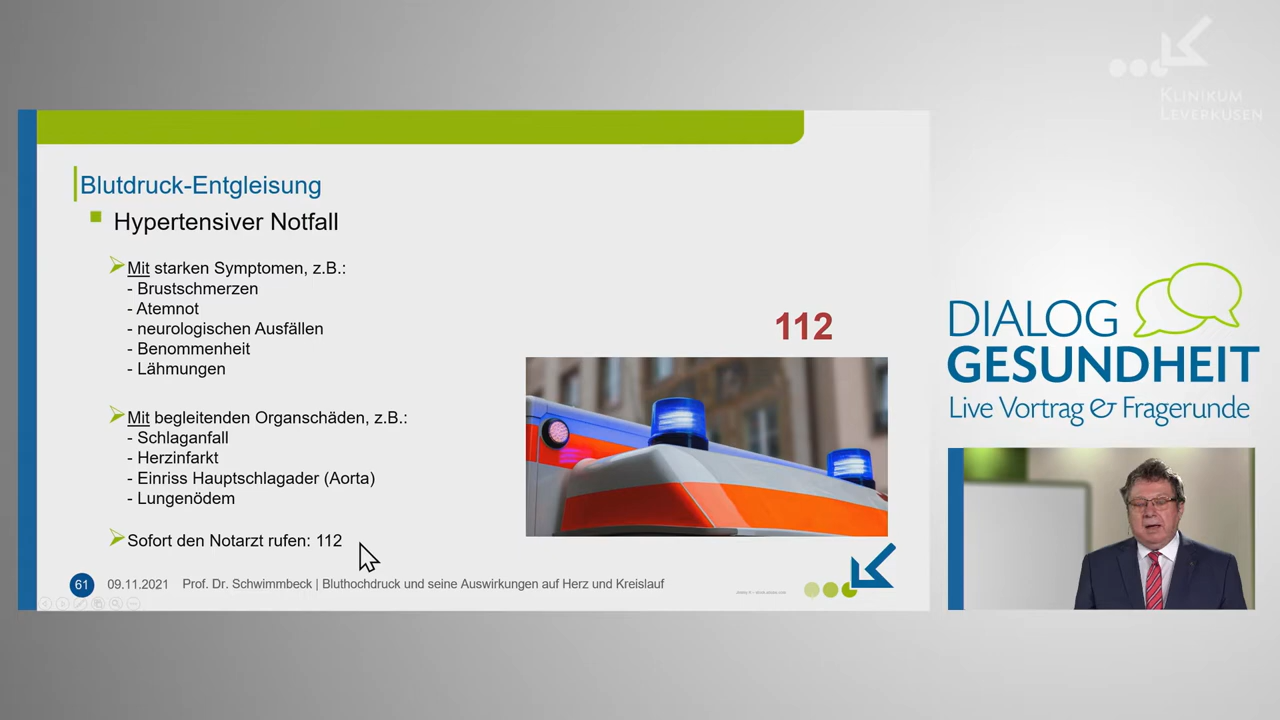 KLINIKUM
LEVERKUSEN
Blutdruck-Entgleisung
Hypertensiver Notfall
Mit starken Symptomen, z.B.:
- Brustschmerzen
- Atemnot
- neurologischen Ausfällen
- Benommenheit
- Lähmungen
Mit begleitenden Organschäden, z.B.:
- Schlaganfall
- Herzinfarkt
- Einriss Hauptschlagader (Aorta)
- Lungenödem
Sofort den Notarzt rufen: 112
112
61 09.11.2021 Prof. Dr. Schwimmbeck | Bluthochdruck und seine Auswirkungen auf Herz und Kreislauf
DIALOG
GESUNDHEIT
Live Vortrag & Fragerunde